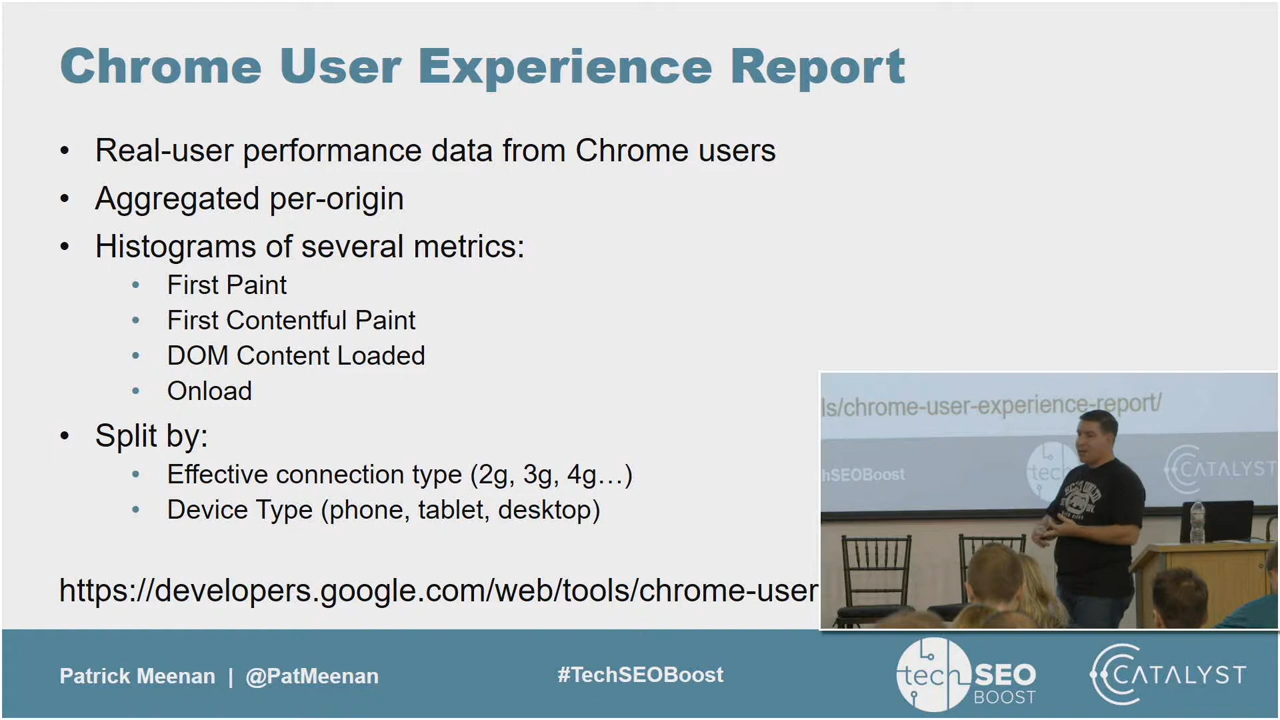 Chrome User Experience Report
• Real-user performance data from Chrome users
• Aggregated per-origin
• Histograms of several metrics:
• First Paint
• First Contentful Paint
• DOM Content Loaded
• Onload
• Split by:
• Effective connection type (2g, 3g, 4g…)
• Device Type (phone, tablet, desktop)
https://developers.google.com/web/tools/chrome-user
ls/chrome-user-experience-report/
echSEOBoost
tech
CATALYST
Patrick Meenan | @PatMeenan
#TechSEOBoost
tech SEO
BOOST
CATALYST